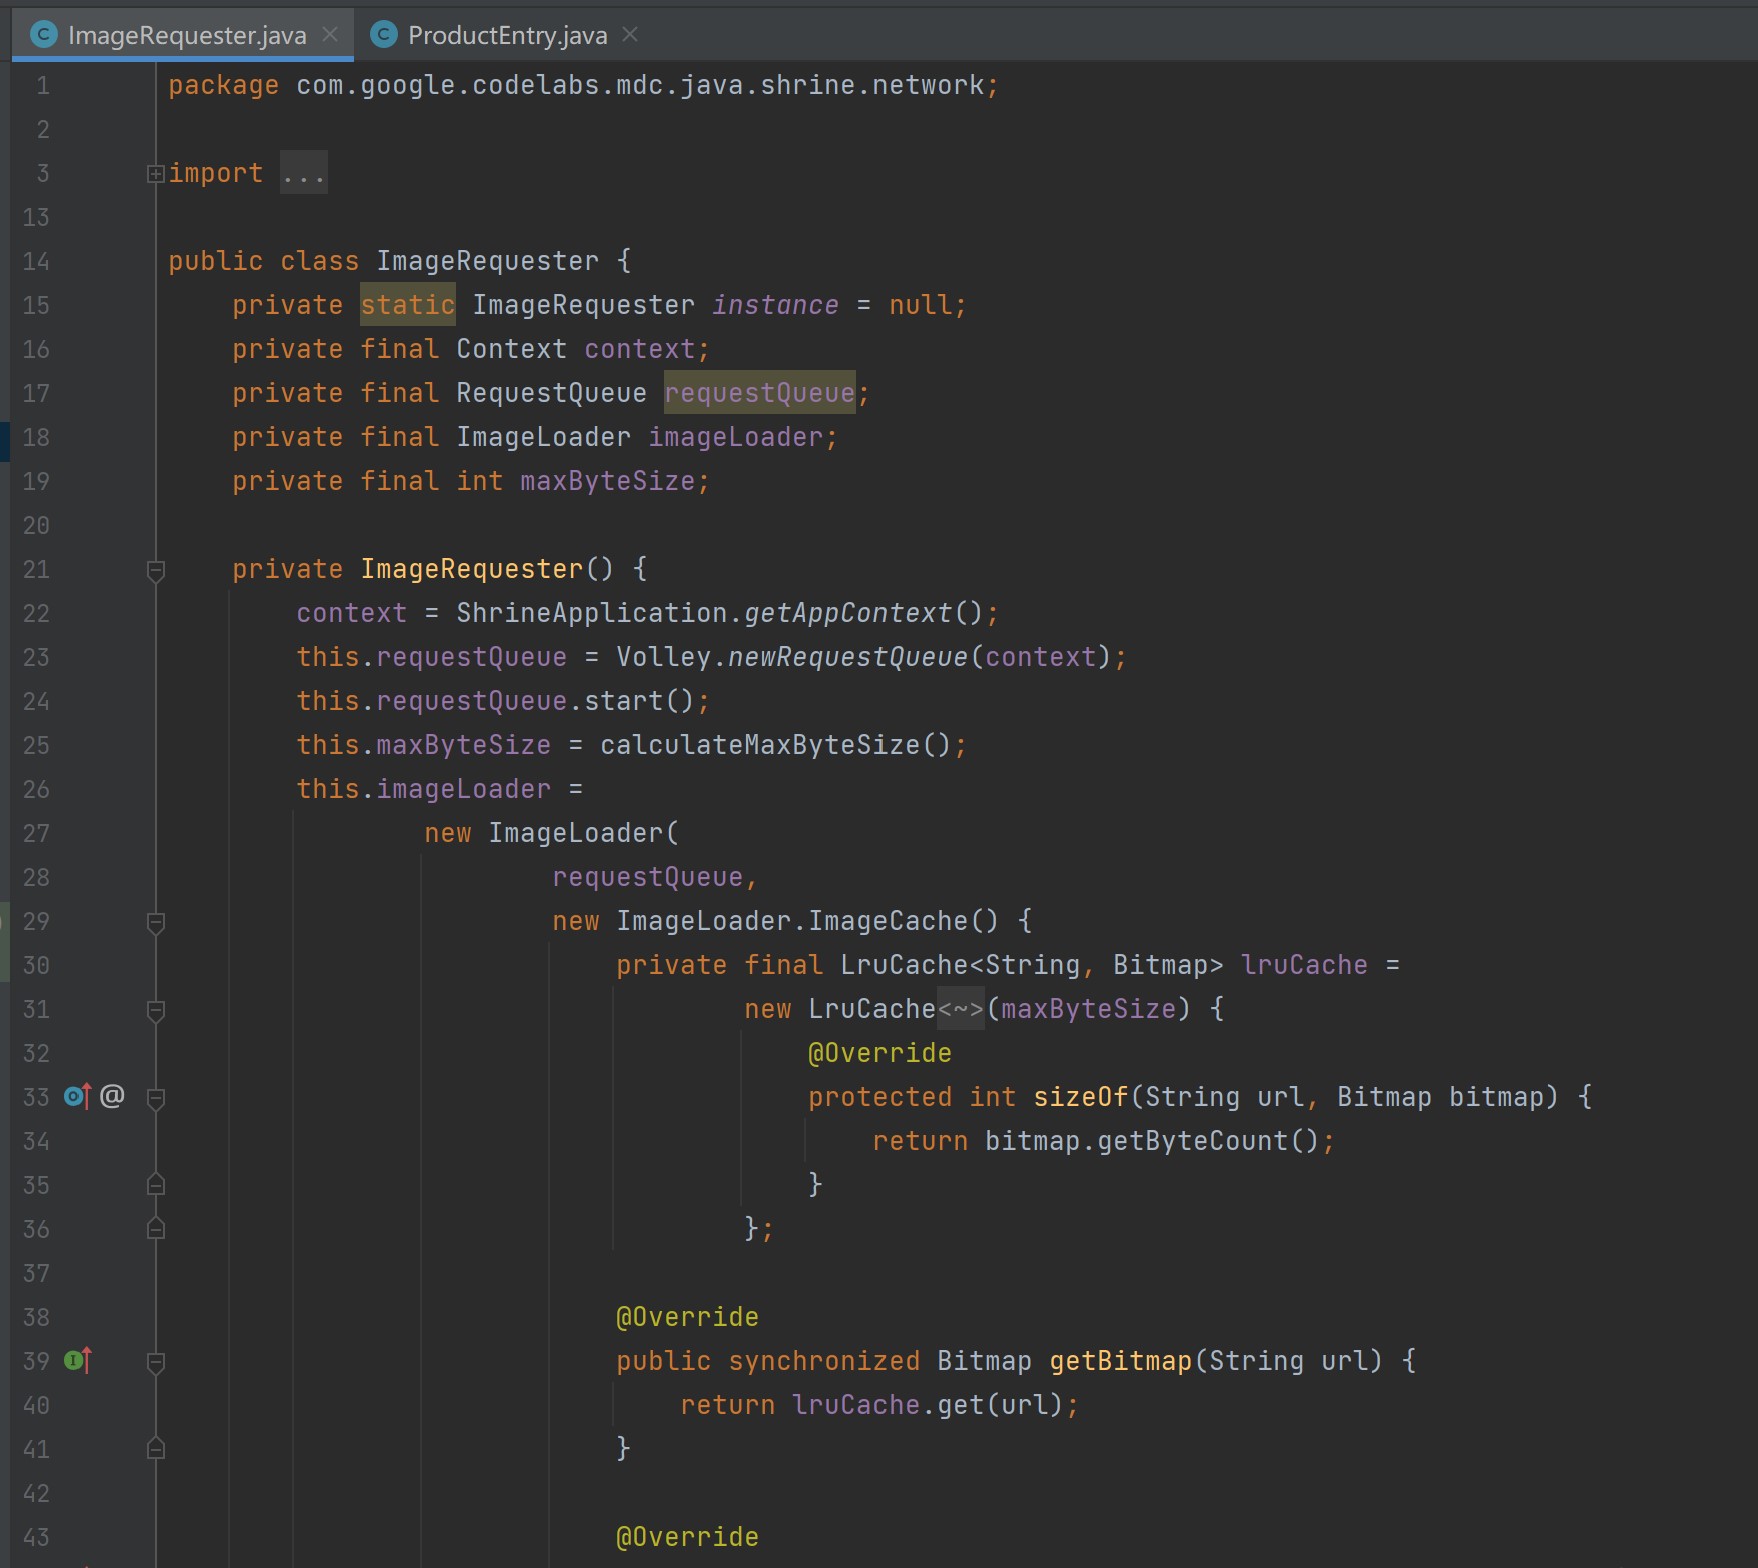 ImageRequester.java ProductEntry.java
1 package com.google.codelabs.mdc.java.shrine.network;
2
3 import ...
13
14 public class ImageRequester {
15 private static ImageRequester instance = null;
16 private final Context context;
17 private final RequestQueue requestQueue;
18 private final ImageLoader imageLoader;
19 private final int maxByteSize;
20
21 private ImageRequester() {
22 context = ShrineApplication.getAppContext();
23 this.requestQueue = Volley.newRequestQueue(context);
24 this.requestQueue.start();
25 this.maxByteSize = calculateMaxByteSize();
26 this.imageLoader =
27 new ImageLoader(
28 requestQueue,
29 new ImageLoader.ImageCache() {
30 private final LruCache<String, Bitmap> lruCache =
31 new LruCache<~>(maxByteSize) {
32 @Override
33 @ protected int sizeOf(String url, Bitmap bitmap) {
34 return bitmap.getByteCount();
35 }
36 };
37
38 @Override
39 public synchronized Bitmap getBitmap(String url) {
40 return lruCache.get(url);
41 }
42
43 @Override